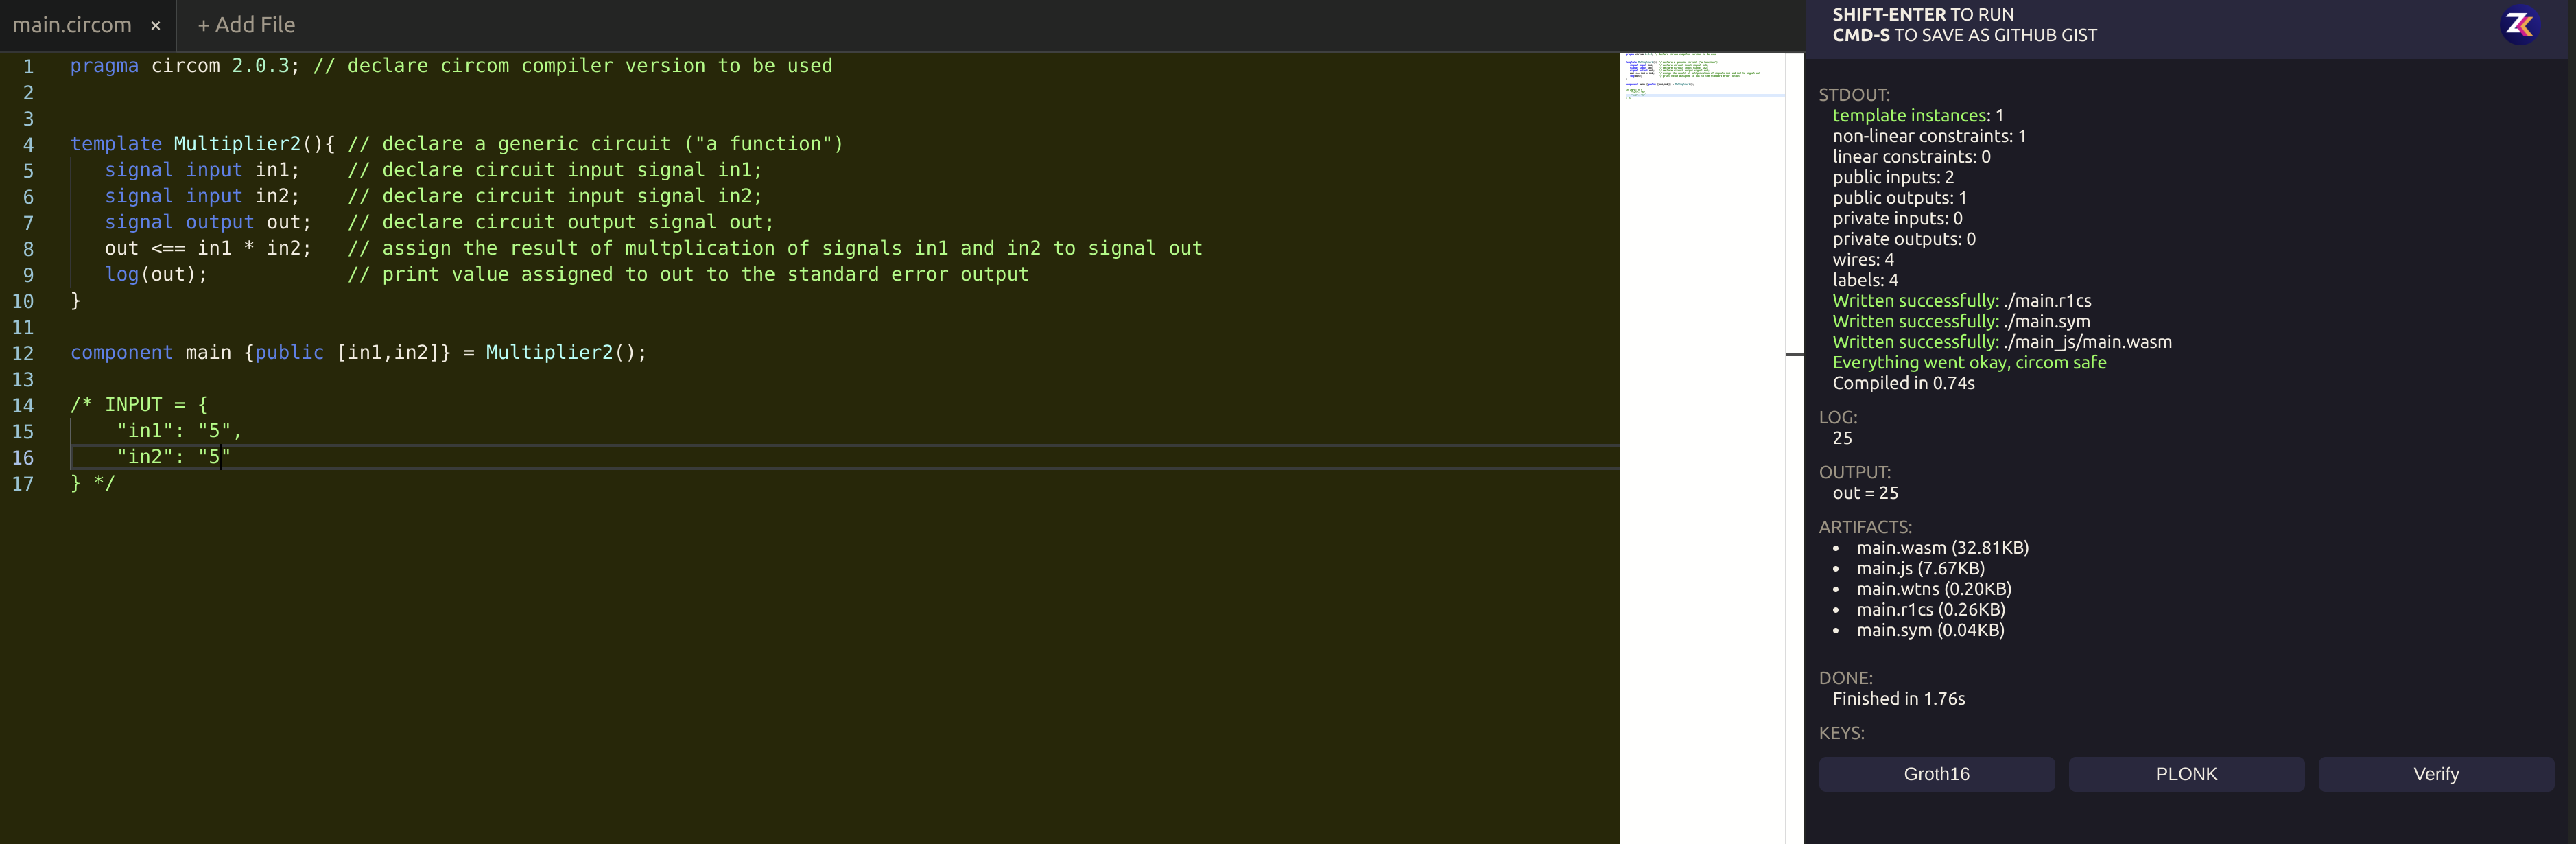 main.circom × + Add File
1 pragma circom 2.0.3; // declare circom compiler version to be used
2
3
4 template Multiplier2(){ // declare a generic circuit ("a function")
5 signal input in1; // declare circuit input signal in1;
6 signal input in2; // declare circuit input signal in2;
7 signal output out; // declare circuit output signal out;
8 out <== in1 * in2; // assign the result of multplication of signals in1 and in2 to signal out
9 log(out); // print value assigned to out to the standard error output
10 }
11
12 component main {public [in1,in2]} = Multiplier2();
13
14 /* INPUT = {
15 "in1": "5",
16 "in2": "5"
17 } */
SHIFT-ENTER TO RUN
CMD-S TO SAVE AS GITHUB GIST
ZK
STDOUT:
template instances: 1
non-linear constraints: 1
linear constraints: 0
public inputs: 2
public outputs: 1
private inputs: 0
private outputs: 0
wires: 4
labels: 4
Written successfully: ./main.r1cs
Written successfully: ./main.sym
Written successfully: ./main_js/main.wasm
Everything went okay, circom safe
Compiled in 0.74s
LOG:
25
OUTPUT:
out = 25
ARTIFACTS:
• main.wasm (32.81KB)
• main.js (7.67KB)
• main.wtns (0.20KB)
• main.r1cs (0.26KB)
• main.sym (0.04KB)
DONE:
Finished in 1.76s
KEYS:
Groth16 PLONK Verify